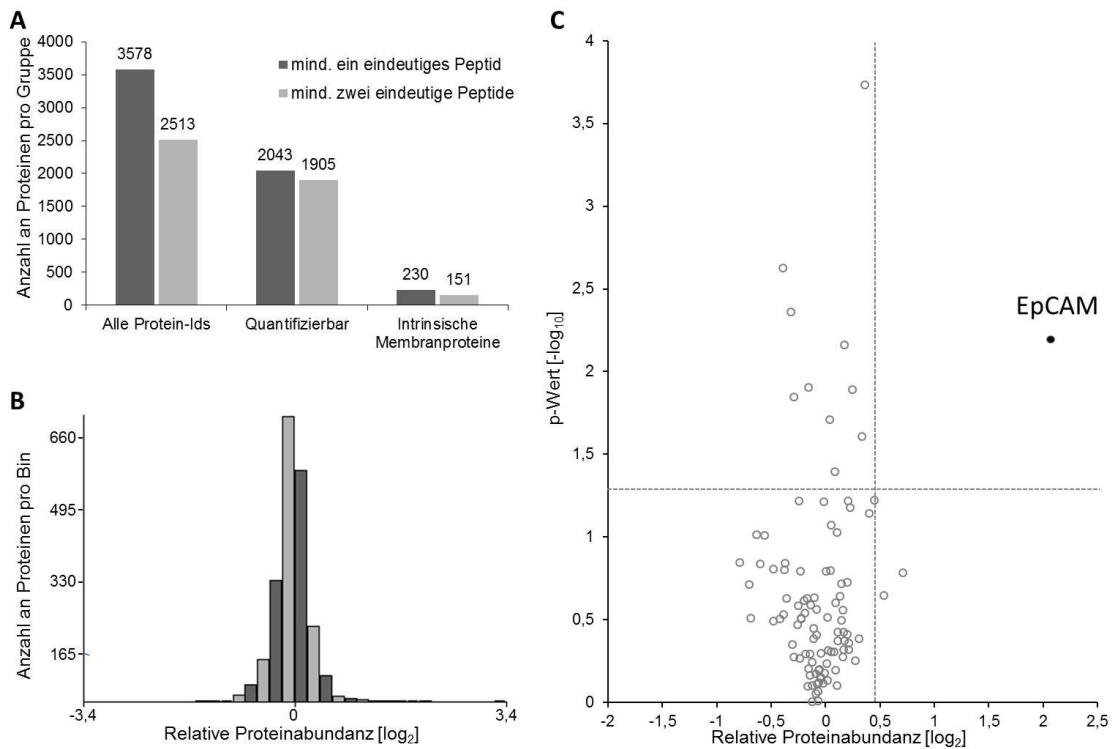 A
Anzahl an Proteinen pro Gruppe
4000
3500
3000
2500
2000
1500
1000
500
0
3578
2513
2043
1905
230
151
mind. ein eindeutiges Peptid
mind. zwei eindeutige Peptide
Alle Protein-Ids
Quantifizierbar
Intrinsische
Membranproteine
B
Anzahl an Proteinen pro Bin
660
495
330
165
-3,4
0
3,4
Relative Proteinabundanz [log2]
C
p-Wert [-log10]
4
3,5
3
2,5
2
1,5
1
0,5
0
EpCAM
-2
-1,5
-1
-0,5
0
0,5
1
1,5
2
2,5
Relative Proteinabundanz [log2]